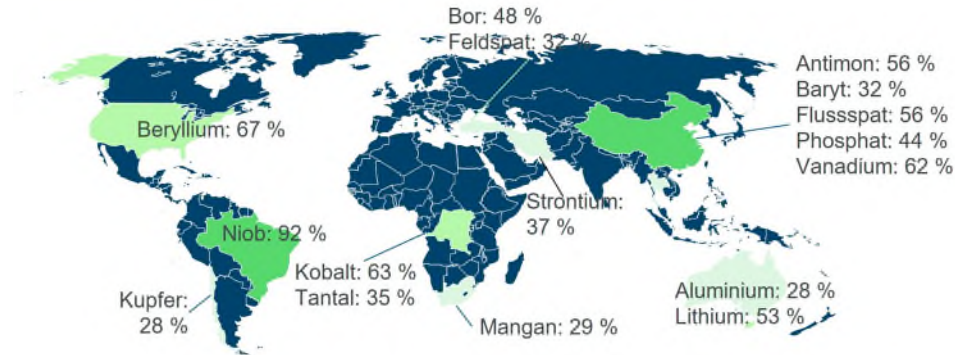 Bor: 48 %
Feldspat: 32 %
Antimon: 56 %
Baryt: 32 %
Flussspat: 56 %
Phosphat: 44 %
Vanadium: 62 %
Beryllium: 67 %
Strontium:
37 %
Niob: 92 %
Kobalt: 63 %
Tantal: 35 %
Kupfer:
28 %
Mangan: 29 %
Aluminium: 28 %
Lithium: 53 %